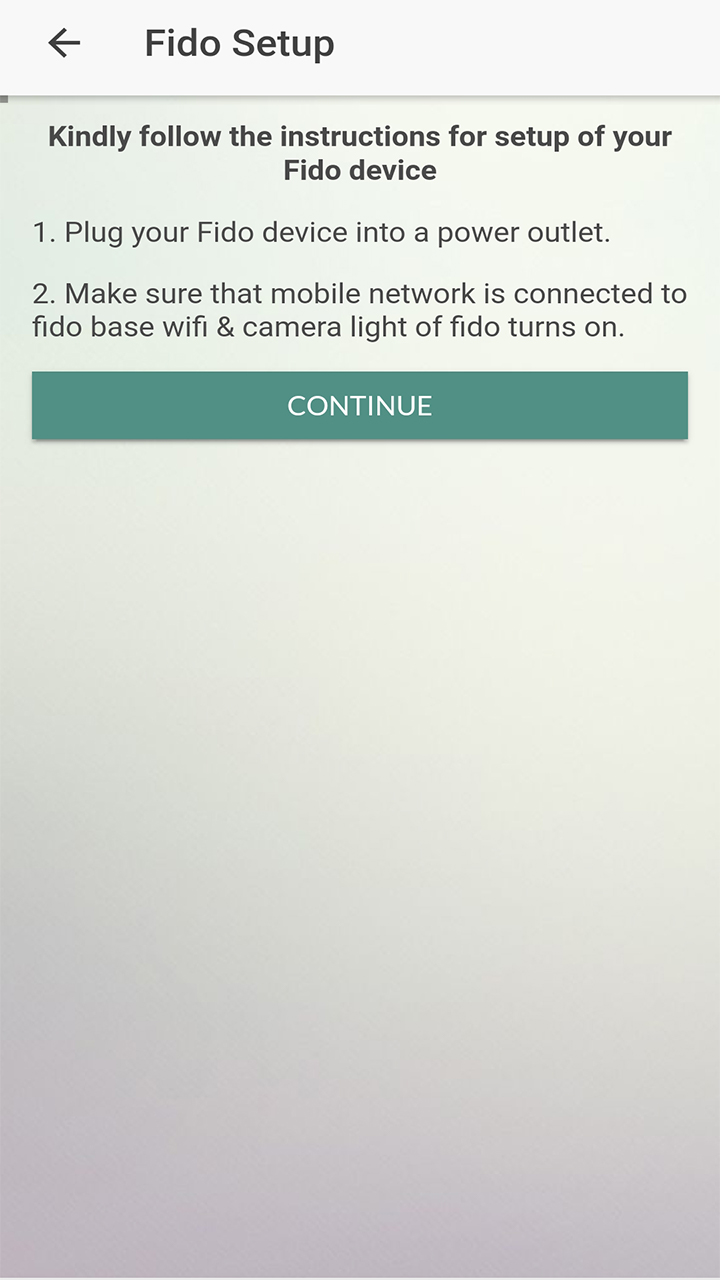 Fido Setup
Kindly follow the instructions for setup of your
Fido device
1. Plug your Fido device into a power outlet.
2. Make sure that mobile network is connected to
fido base wifi & camera light of fido turns on.
CONTINUE